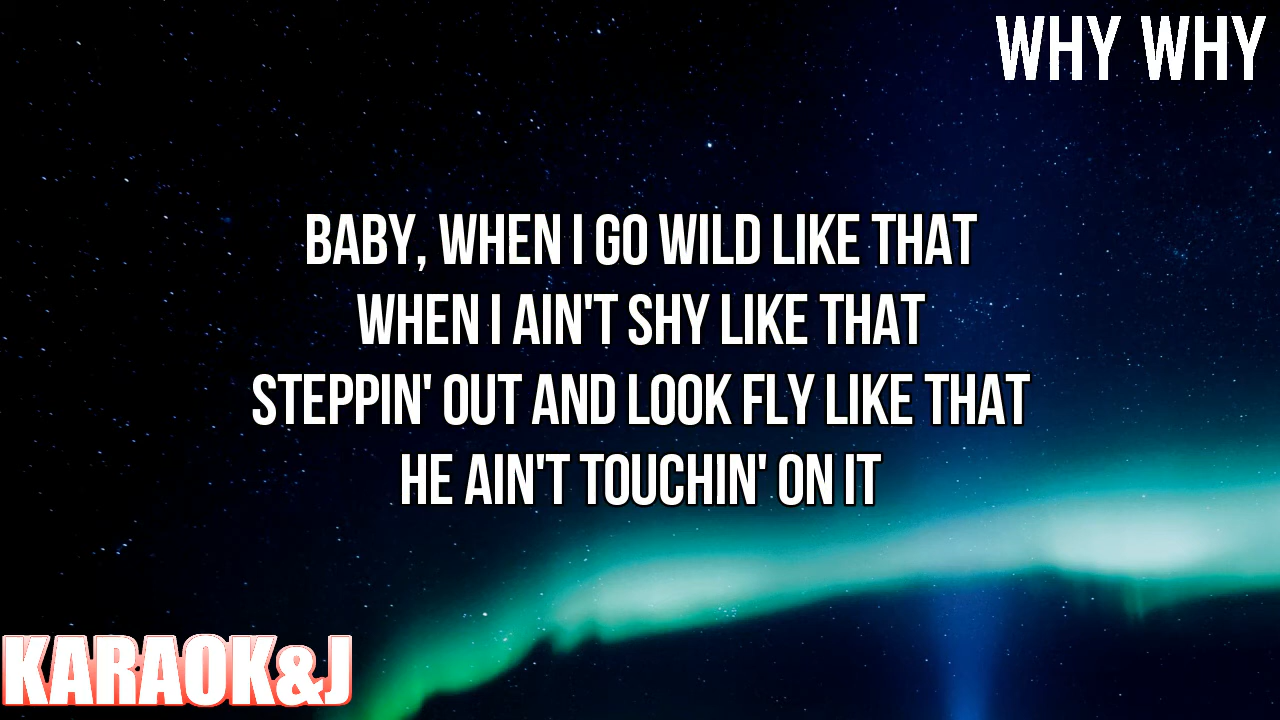 WHY WHY
BABY, WHEN I GO WILD LIKE THAT
WHEN I AIN'T SHY LIKE THAT
STEPPIN' OUT AND LOOK FLY LIKE THAT
HE AIN'T TOUCHIN' ON IT
KARAOK&J